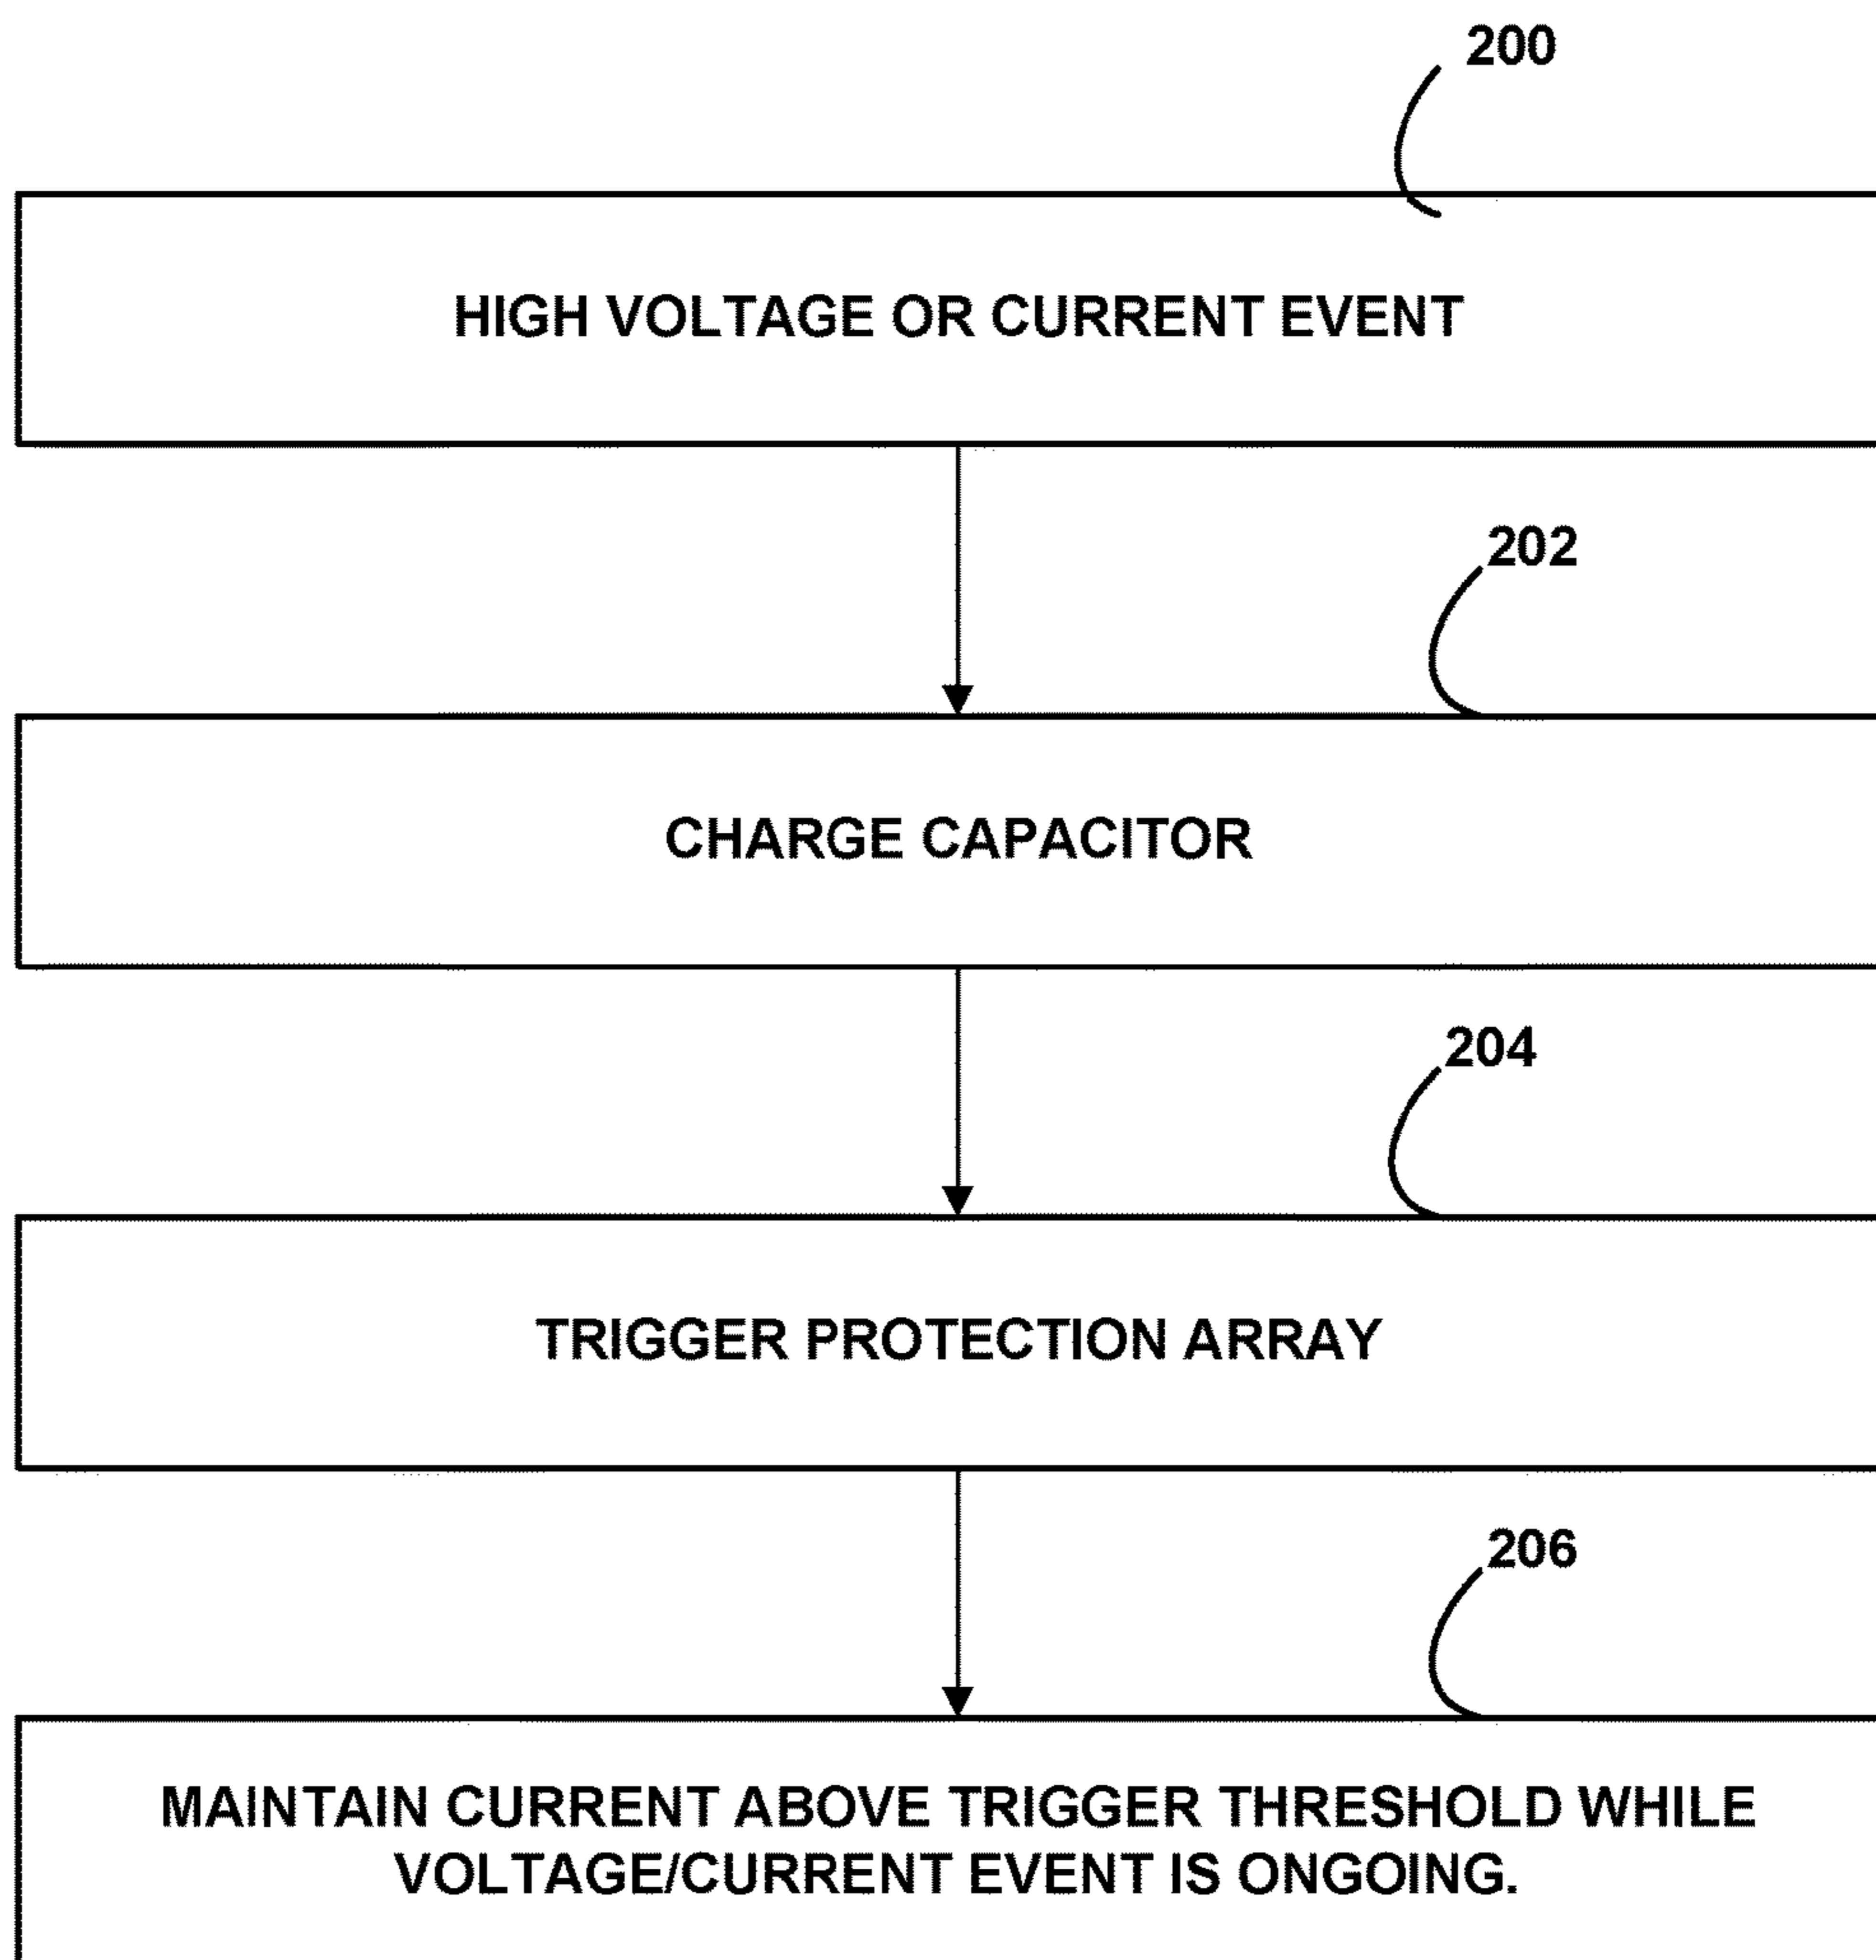 200
HIGH VOLTAGE OR CURRENT EVENT
202
CHARGE CAPACITOR
204
TRIGGER PROTECTION ARRAY
206
MAINTAIN CURRENT ABOVE TRIGGER THRESHOLD WHILE
VOLTAGE/CURRENT EVENT IS ONGOING.